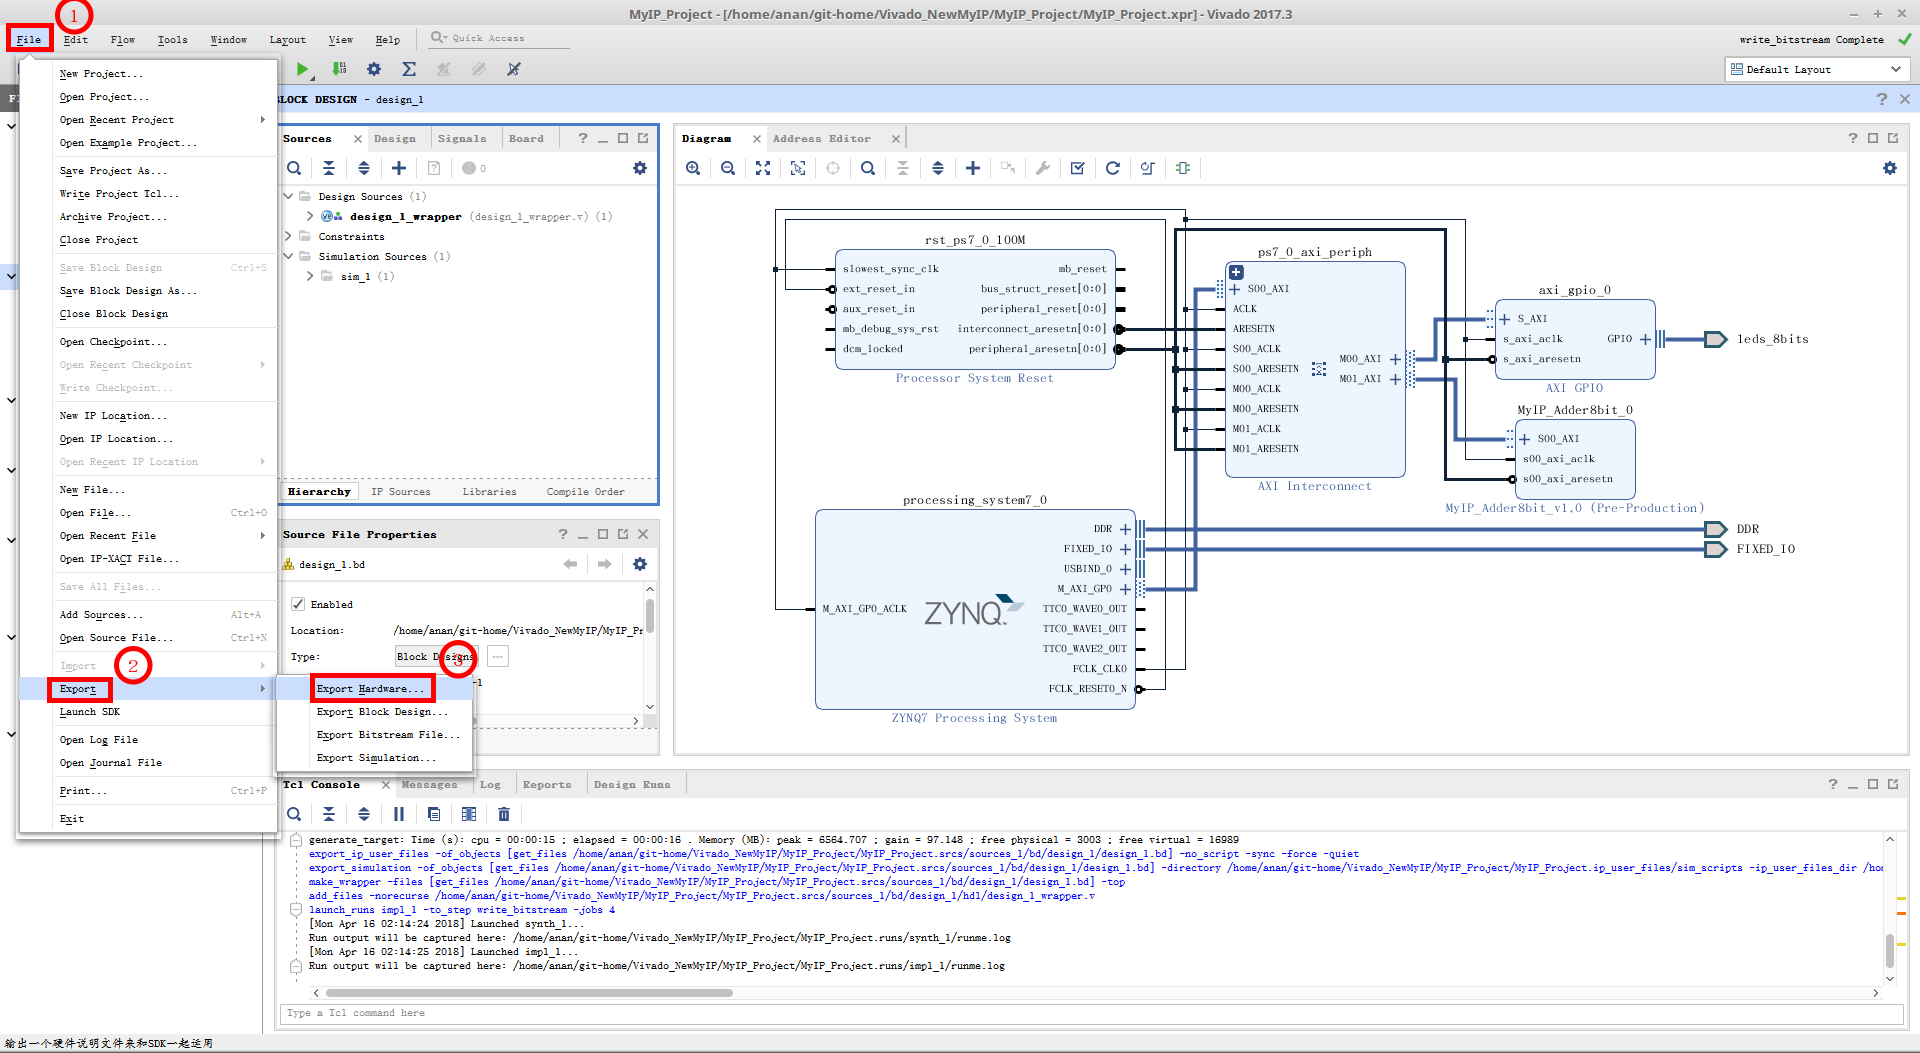 MyIP_Project - [/home/anan/git-home/Vivado_NewMyIP/MyIP_Project/MyIP_Project.xpr] - Vivado 2017.3
1
File Edit Flow Tools Window Layout View Help Quick Access
write_bitstream Complete
Default Layout
BLOCK DESIGN - design_1
New Project...
Open Project...
Open Recent Project
Open Example Project...
Save Project As...
Write Project Tcl...
Archive Project...
Close Project
Save Block Design Ctrl+S
Save Block Design As...
Close Block Design
Open Checkpoint...
Open Recent Checkpoint
Write Checkpoint...
New IP Location...
Open IP Location...
Open Recent IP Location
New File...
Open File... Ctrl+O
Open Recent File
Open IP-XACT File...
Save All Files...
Add Sources... Alt+A
Open Source File... Ctrl+N
Import
2
Export
Launch SDK
Open Log File
Open Journal File
Print... Ctrl+P
Exit
Export Hardware...
Export Block Design...
Export Bitstream File...
Export Simulation...
Sources Design Signals Board
0
Design Sources (1)
design_1_wrapper (design_1_wrapper.v) (1)
Constraints
Simulation Sources (1)
sim_1 (1)
Hierarchy IP Sources Libraries Compile Order
Source File Properties
design_1.bd
Enabled
Location: /home/anan/git-home/Vivado_NewMyIP/MyIP_Pr
Type: Block Designs
3
Diagram Address Editor
rst_ps7_0_100M
slowest_sync_clk mb_reset
ext_reset_in bus_struct_reset[0:0]
aux_reset_in peripheral_reset[0:0]
mb_debug_sys_rst interconnect_aresetn[0:0]
dcm_locked peripheral_aresetn[0:0]
Processor System Reset
ps7_0_axi_periph
S00_AXI
ACLK
ARESETN
S00_ACLK
S00_ARESETN
M00_ACLK
M00_ARESETN
M01_ACLK
M01_ARESETN
M00_AXI
M01_AXI
AXI Interconnect
axi_gpio_0
S_AXI
s_axi_aclk GPIO
s_axi_aresetn
AXI GPIO
leds_8bits
MyIP_Adder8bit_0
S00_AXI
s00_axi_aclk
s00_axi_aresetn
MyIP_Adder8bit_v1.0 (Pre-Production)
DDR
FIXED_IO
processing_system7_0
DDR
FIXED_IO
USBIND_0
M_AXI_GP0
M_AXI_GP0_ACLK ZYNQ TTC0_WAVE0_OUT
TTC0_WAVE1_OUT
TTC0_WAVE2_OUT
FCLK_CLK0
FCLK_RESET0_N
ZYNQ7 Processing System
Tcl Console Messages Log Reports Design Runs
generate_target: Time (s): cpu = 00:00:15 ; elapsed = 00:00:16 . Memory (MB): peak = 6564.707 ; gain = 97.148 ; free physical = 3003 ; free virtual = 16989
export_ip_user_files -of_objects [get_files /home/anan/git-home/Vivado_NewMyIP/MyIP_Project/MyIP_Project.srcs/sources_1/bd/design_1/design_1.bd] -no_script -sync -force -quiet
export_simulation -of_objects [get_files /home/anan/git-home/Vivado_NewMyIP/MyIP_Project/MyIP_Project.srcs/sources_1/bd/design_1/design_1.bd] -directory /home/anan/git-home/Vivado_NewMyIP/MyIP_Project/MyIP_Project.ip_user_files/sim_scripts -ip_user_files_dir /hom
make_wrapper -files [get_files /home/anan/git-home/Vivado_NewMyIP/MyIP_Project/MyIP_Project.srcs/sources_1/bd/design_1/design_1.bd] -top
add_files -norecurse /home/anan/git-home/Vivado_NewMyIP/MyIP_Project/MyIP_Project.srcs/sources_1/bd/design_1/hdl/design_1_wrapper.v
launch_runs impl_1 -to_step write_bitstream -jobs 4
[Mon Apr 16 02:14:24 2018] Launched synth_1...
Run output will be captured here: /home/anan/git-home/Vivado_NewMyIP/MyIP_Project/MyIP_Project.runs/synth_1/runme.log
[Mon Apr 16 02:14:25 2018] Launched impl_1...
Run output will be captured here: /home/anan/git-home/Vivado_NewMyIP/MyIP_Project/MyIP_Project.runs/impl_1/runme.log
Type a Tcl command here
输出一个硬件说明文件来和SDK一起运用